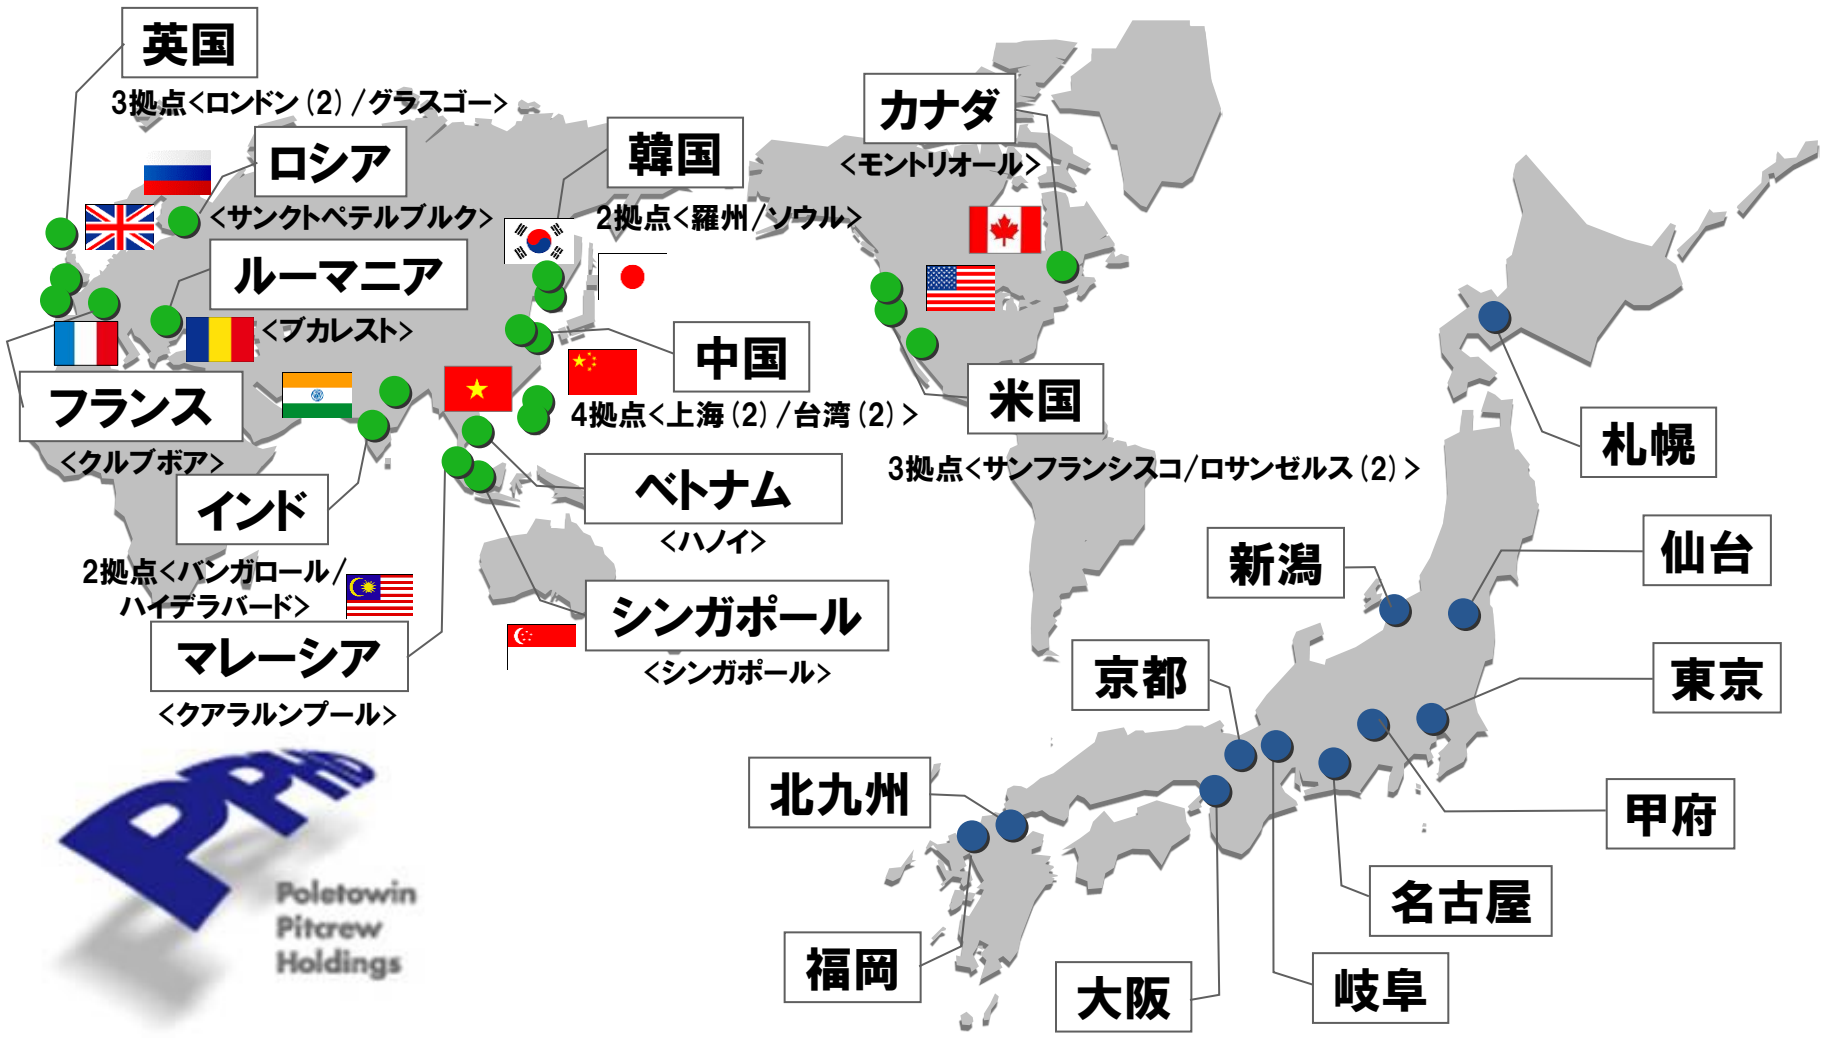 英国
3拠点<ロンドン(2)/グラスゴー>
ロシア
<サンクトペテルブルク>
ルーマニア
<ブカレスト>
フランス
<クルブボア>
インド
2拠点<バンガロール/
ハイデラバード>
マレーシア
<クアラルンプール>
韓国
2拠点<羅州/ソウル>
中国
4拠点<上海(2)/台湾(2)>
ベトナム
<ハノイ>
シンガポール
<シンガポール>
カナダ
<モントリオール>
米国
3拠点<サンフランシスコ/ロサンゼルス(2)>
札幌
仙台
新潟
東京
京都
甲府
北九州
名古屋
福岡
大阪
岐阜
PPHD
Poletowin
Pitcrew
Holdings